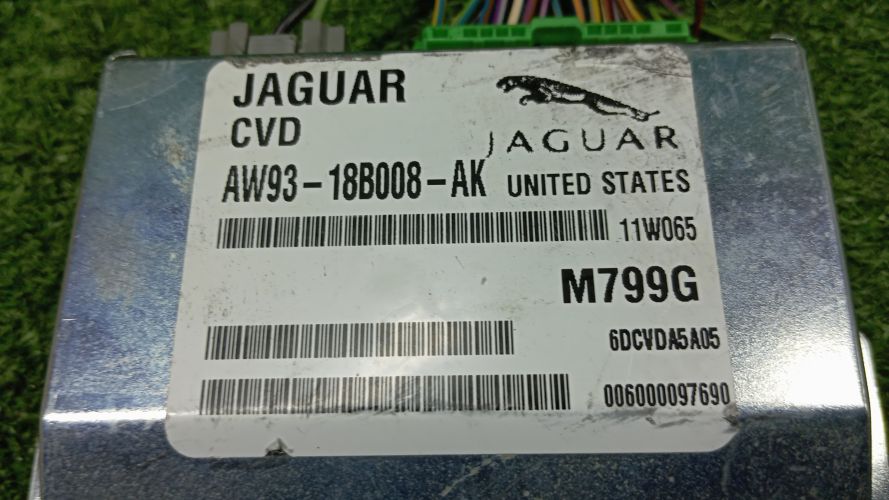 JAGUAR
CVD
JAGUAR
AW93-18B008-AK UNITED STATES
11W065
M799G
6DCVDA5A05
006000097690